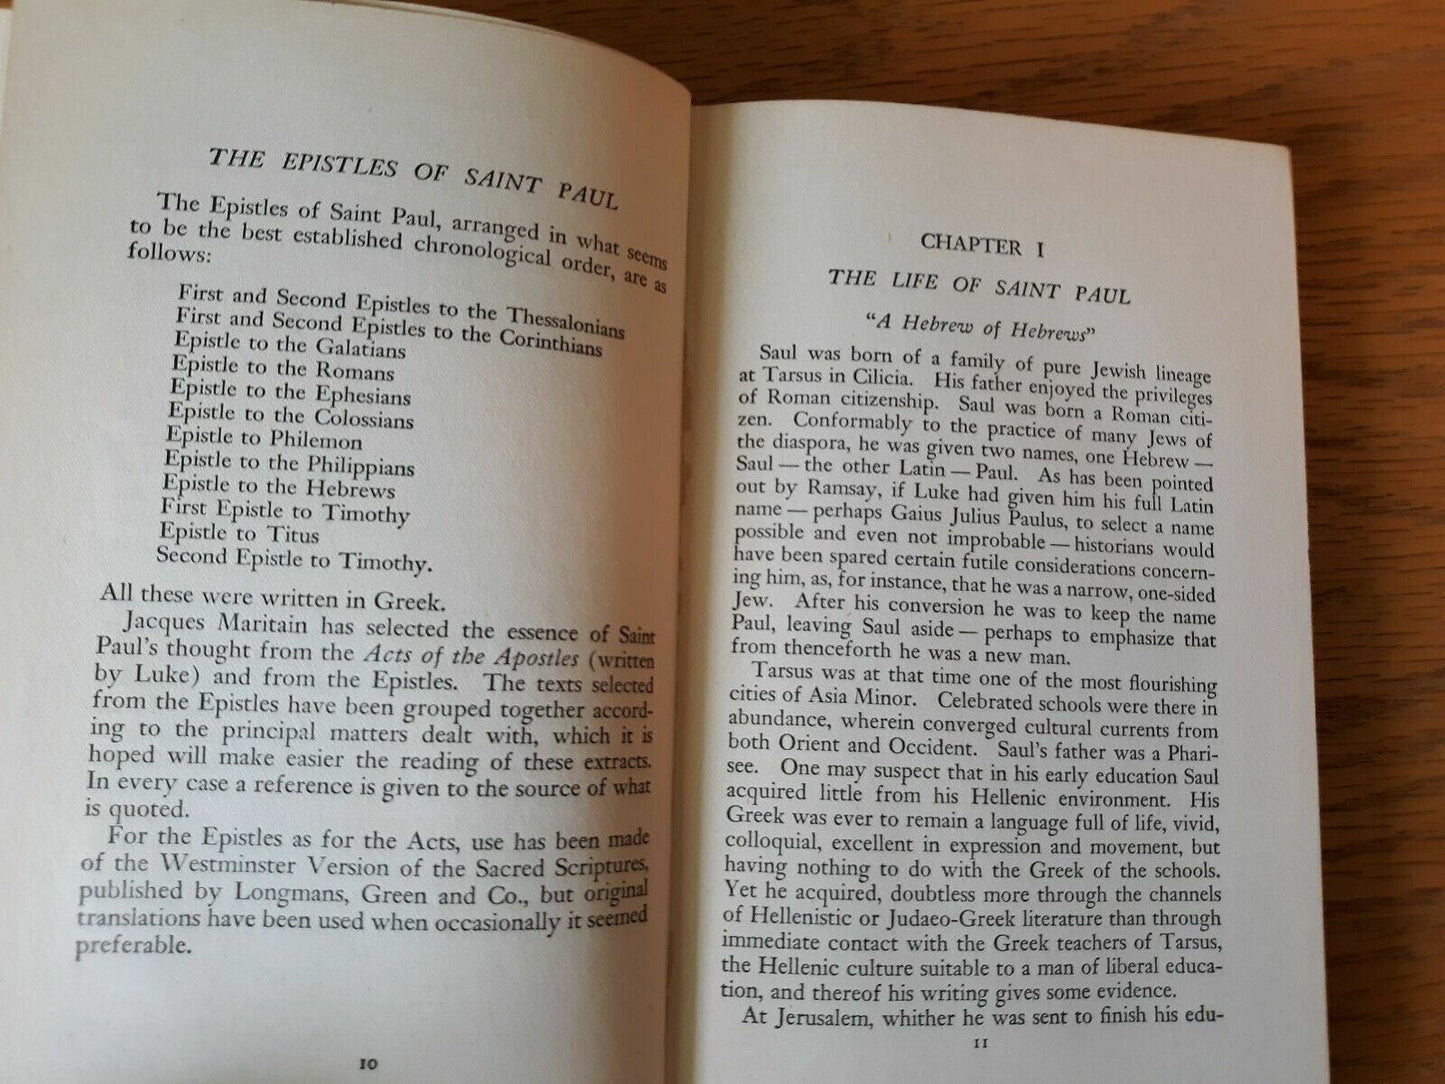 THE EPISTLES OF SAINT PAUL
The Epistles of Saint Paul, arranged in what seems
to be the best established chronological order, are as
follows:
First and Second Epistles to the Thessalonians
First and Second Epistles to the Corinthians
Epistle to the Galatians
Epistle to the Romans
Epistle to the Ephesians
Epistle to the Colossians
Epistle to Philemon
Epistle to the Philippians
Epistle to the Hebrews
First Epistle to Timothy
Epistle to Titus
Second Epistle to Timothy.
All these were written in Greek.
Jacques Maritain has selected the essence of Saint
Paul's thought from the Acts of the Apostles (written
by Luke) and from the Epistles. The texts selected
from the Epistles have been grouped together accord-
ing to the principal matters dealt with, which it is
hoped will make easier the reading of these extracts.
In every case a reference is given to the source of what
is quoted.
For the Epistles as for the Acts, use has been made
of the Westminster Version of the Sacred Scriptures,
published by Longmans, Green and Co., but original
translations have been used when occasionally it seemed
preferable.
10
CHAPTER I
THE LIFE OF SAINT PAUL
"A Hebrew of Hebrews"
Saul was born of a family of pure Jewish lineage
at Tarsus in Cilicia. His father enjoyed the privileges
of Roman citizenship. Saul was born a Roman citi-
zen. Conformably to the practice of many Jews of
the diaspora, he was given two names, one Hebrew —
Saul — the other Latin — Paul. As has been pointed
out by Ramsay, if Luke had given him his full Latin
name — perhaps Gaius Julius Paulus, to select a name
possible and even not improbable — historians would
have been spared certain futile considerations concern-
ing him, as, for instance, that he was a narrow, one-sided
Jew. After his conversion he was to keep the name
Paul, leaving Saul aside — perhaps to emphasize that
from thenceforth he was a new man.
Tarsus was at that time one of the most flourishing
cities of Asia Minor. Celebrated schools were there in
abundance, wherein converged cultural currents from
both Orient and Occident. Saul's father was a Phari-
see. One may suspect that in his early education Saul
acquired little from his Hellenic environment. His
Greek was ever to remain a language full of life, vivid,
colloquial, excellent in expression and movement, but
having nothing to do with the Greek of the schools.
Yet he acquired, doubtless more through the channels
of Hellenistic or Judaeo-Greek literature than through
immediate contact with the Greek teachers of Tarsus,
the Hellenic culture suitable to a man of liberal educa-
tion, and thereof his writing gives some evidence.
At Jerusalem, whither he was sent to finish his edu-
11